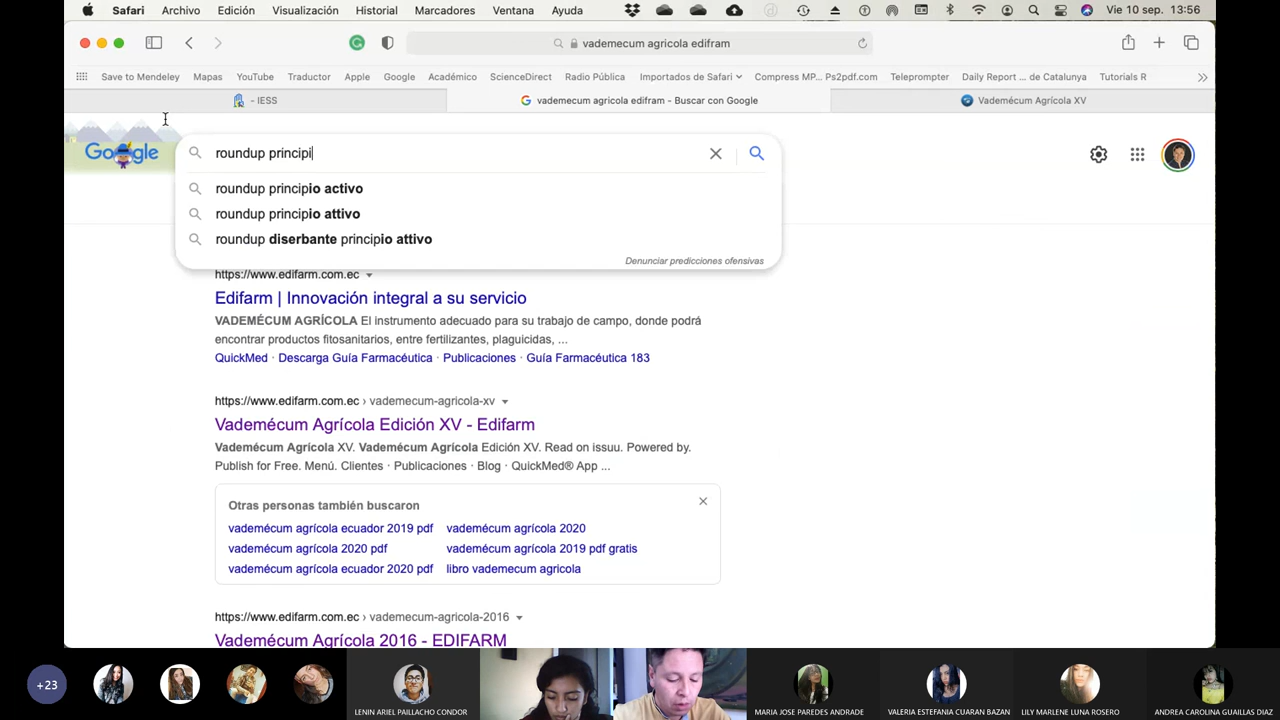 Safari Archivo Edición Visualización Historial Marcadores Ventana Ayuda Vie 10 sep. 13:56
vademecum agricola edifram
Save to Mendeley Mapas YouTube Traductor Apple Google Académico ScienceDirect Radio Pública Importados de Safari Compress MP... Ps2pdf.com Teleprompter Daily Report ... de Catalunya Tutorials R
- IESS vademecum agricola edifram - Buscar con Google Vademécum Agrícola XV
Google
roundup principi
roundup principio activo
roundup principio attivo
roundup diserbante principio attivo
Denunciar predicciones ofensivas
https://www.edifarm.com.ec
Edifarm | Innovación integral a su servicio
VADEMÉCUM AGRÍCOLA El instrumento adecuado para su trabajo de campo, donde podrá
encontrar productos fitosanitarios, entre fertilizantes, plaguicidas, ...
QuickMed · Descarga Guía Farmacéutica · Publicaciones · Guía Farmacéutica 183
https://www.edifarm.com.ec › vademecum-agricola-xv
Vademécum Agrícola Edición XV - Edifarm
Vademécum Agrícola XV. Vademécum Agrícola Edición XV. Read on issuu. Powered by.
Publish for Free. Menú. Clientes · Publicaciones · Blog · QuickMed® App ...
Otras personas también buscaron
vademécum agrícola ecuador 2019 pdf vademécum agrícola 2020
vademécum agrícola 2020 pdf vademécum agrícola 2019 pdf gratis
vademécum agrícola ecuador 2020 pdf libro vademecum agricola
https://www.edifarm.com.ec › vademecum-agricola-2016
Vademécum Agrícola 2016 - EDIFARM
+23
LENIN ARIEL PAILLACHO CONDOR MARIA JOSE PAREDES ANDRADE VALERIA ESTEFANIA CUARAN BAZAN LILY MARLENE LUNA ROSERO ANDREA CAROLINA GUAILLAS DIAZ